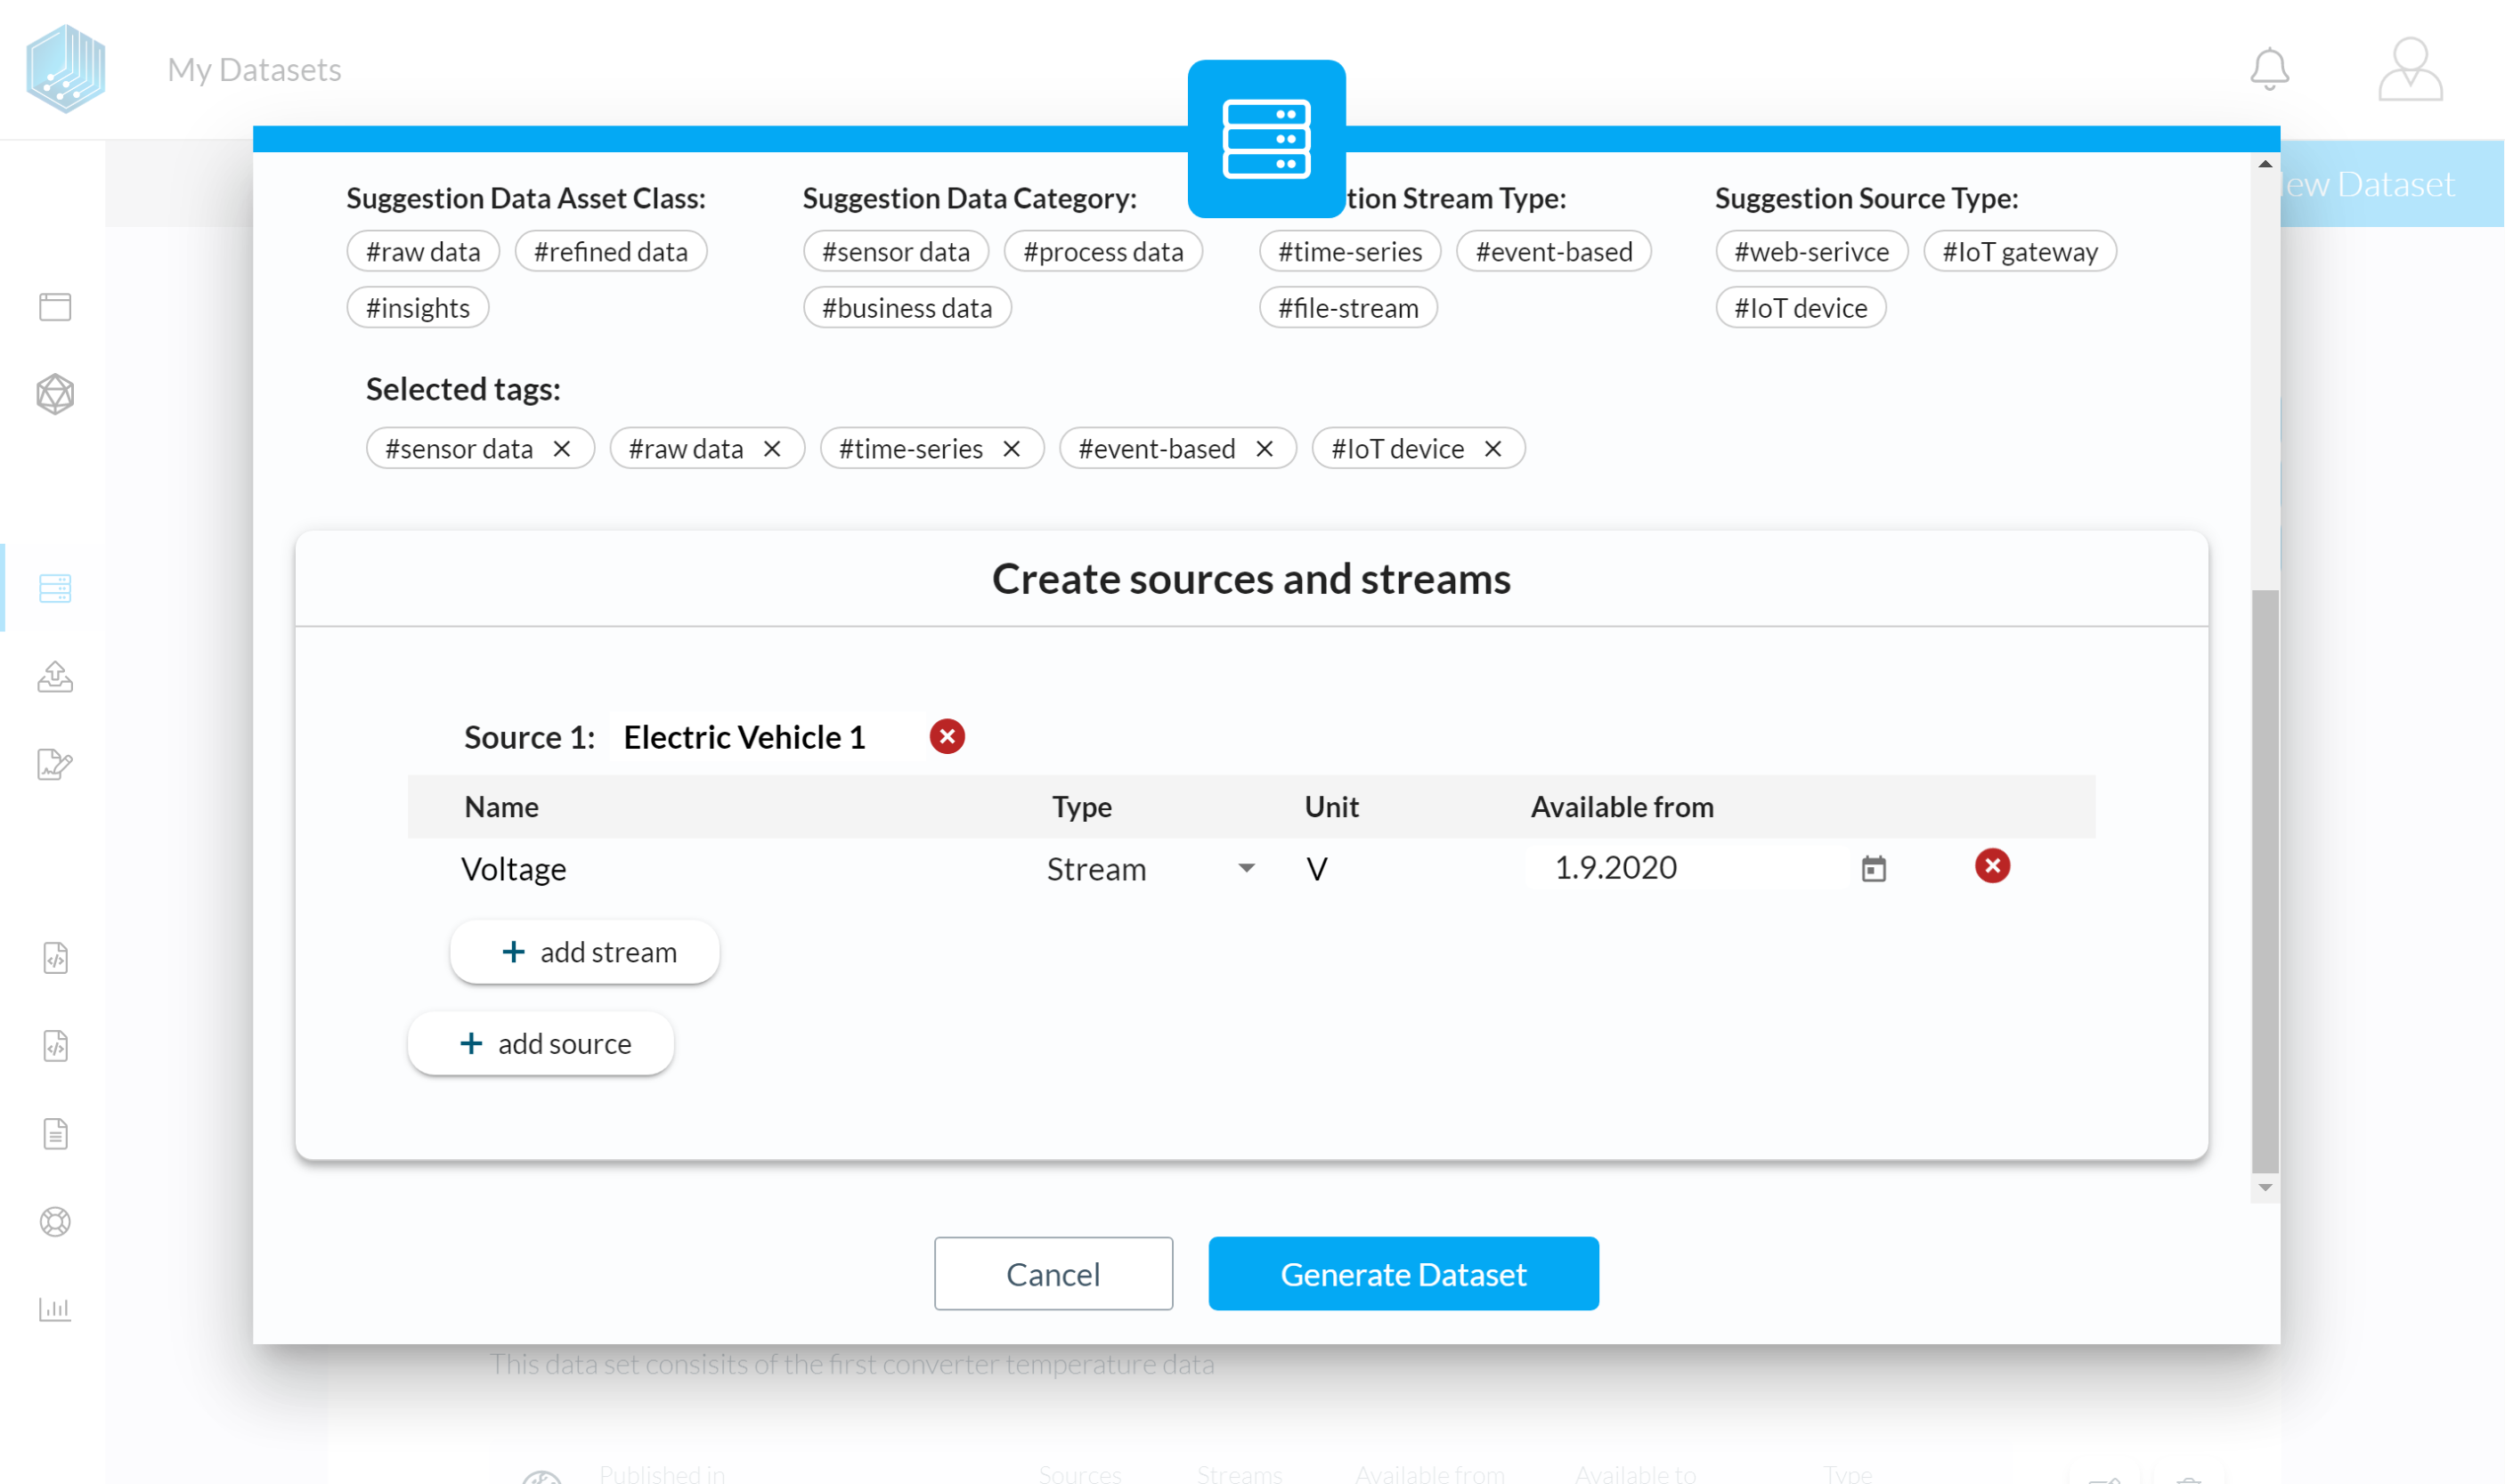 My Datasets
ew Dataset
Suggestion Data Asset Class: Suggestion Data Category: tion Stream Type: Suggestion Source Type:
#raw data #refined data #sensor data #process data #time-series #event-based #web-serivce #IoT gateway
#insights #business data #file-stream #IoT device
Selected tags:
#sensor data × #raw data × #time-series × #event-based × #IoT device ×
Create sources and streams
Source 1: Electric Vehicle 1
Name Type Unit Available from
Voltage Stream V 1.9.2020
+ add stream
+ add source
Cancel Generate Dataset
This data set consisits of the first converter temperature data
Published in Sources Streams Available from Available to Type